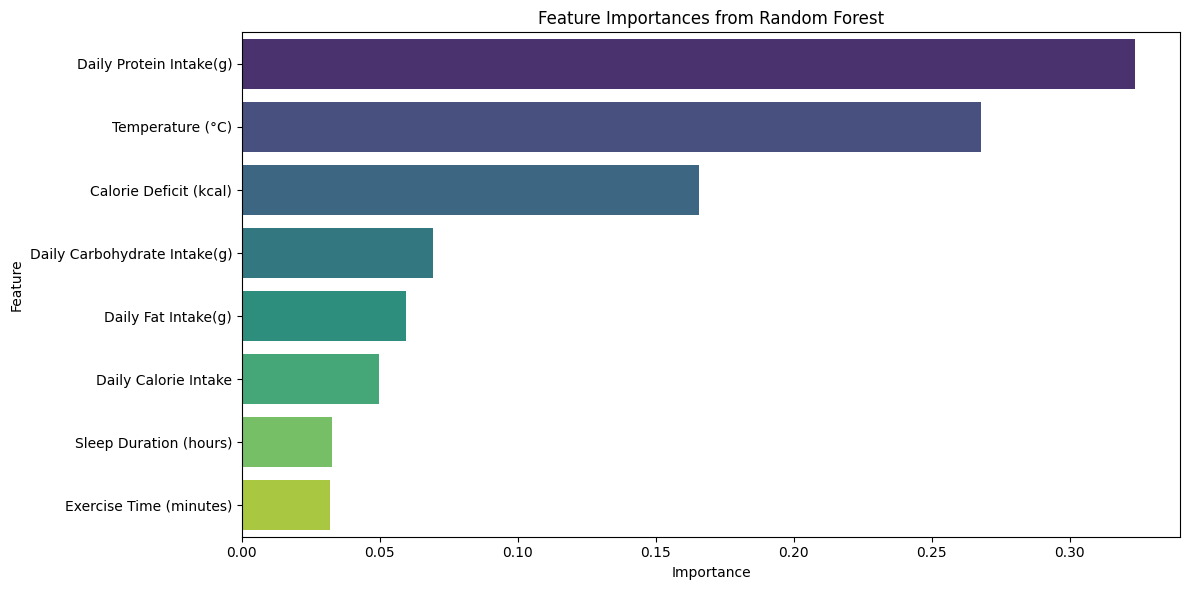 Feature Importances from Random Forest
Daily Protein Intake(g)
Temperature (°C)
Calorie Deficit (kcal)
Daily Carbohydrate Intake(g)
Daily Fat Intake(g)
Daily Calorie Intake
Sleep Duration (hours)
Exercise Time (minutes)
Feature
0.00 0.05 0.10 0.15 0.20 0.25 0.30
Importance